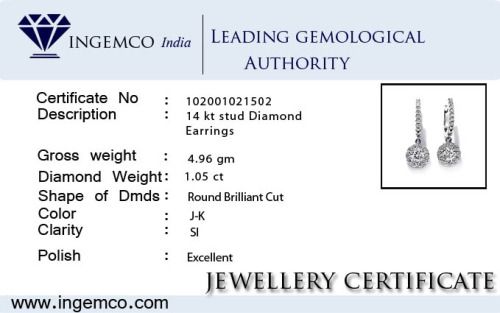 INGEMCO India
LEADING GEMOLOGICAL
AUTHORITY
Certificate No : 102001021502
Description : 14 kt stud Diamond
Earrings
Gross weight : 4.96 gm
Diamond Weight : 1.05 ct
Shape of Dmds : Round Brilliant Cut
Color : J-K
Clarity : SI
Polish : Excellent
JEWELLERY CERTIFICATE
www.ingemco.com